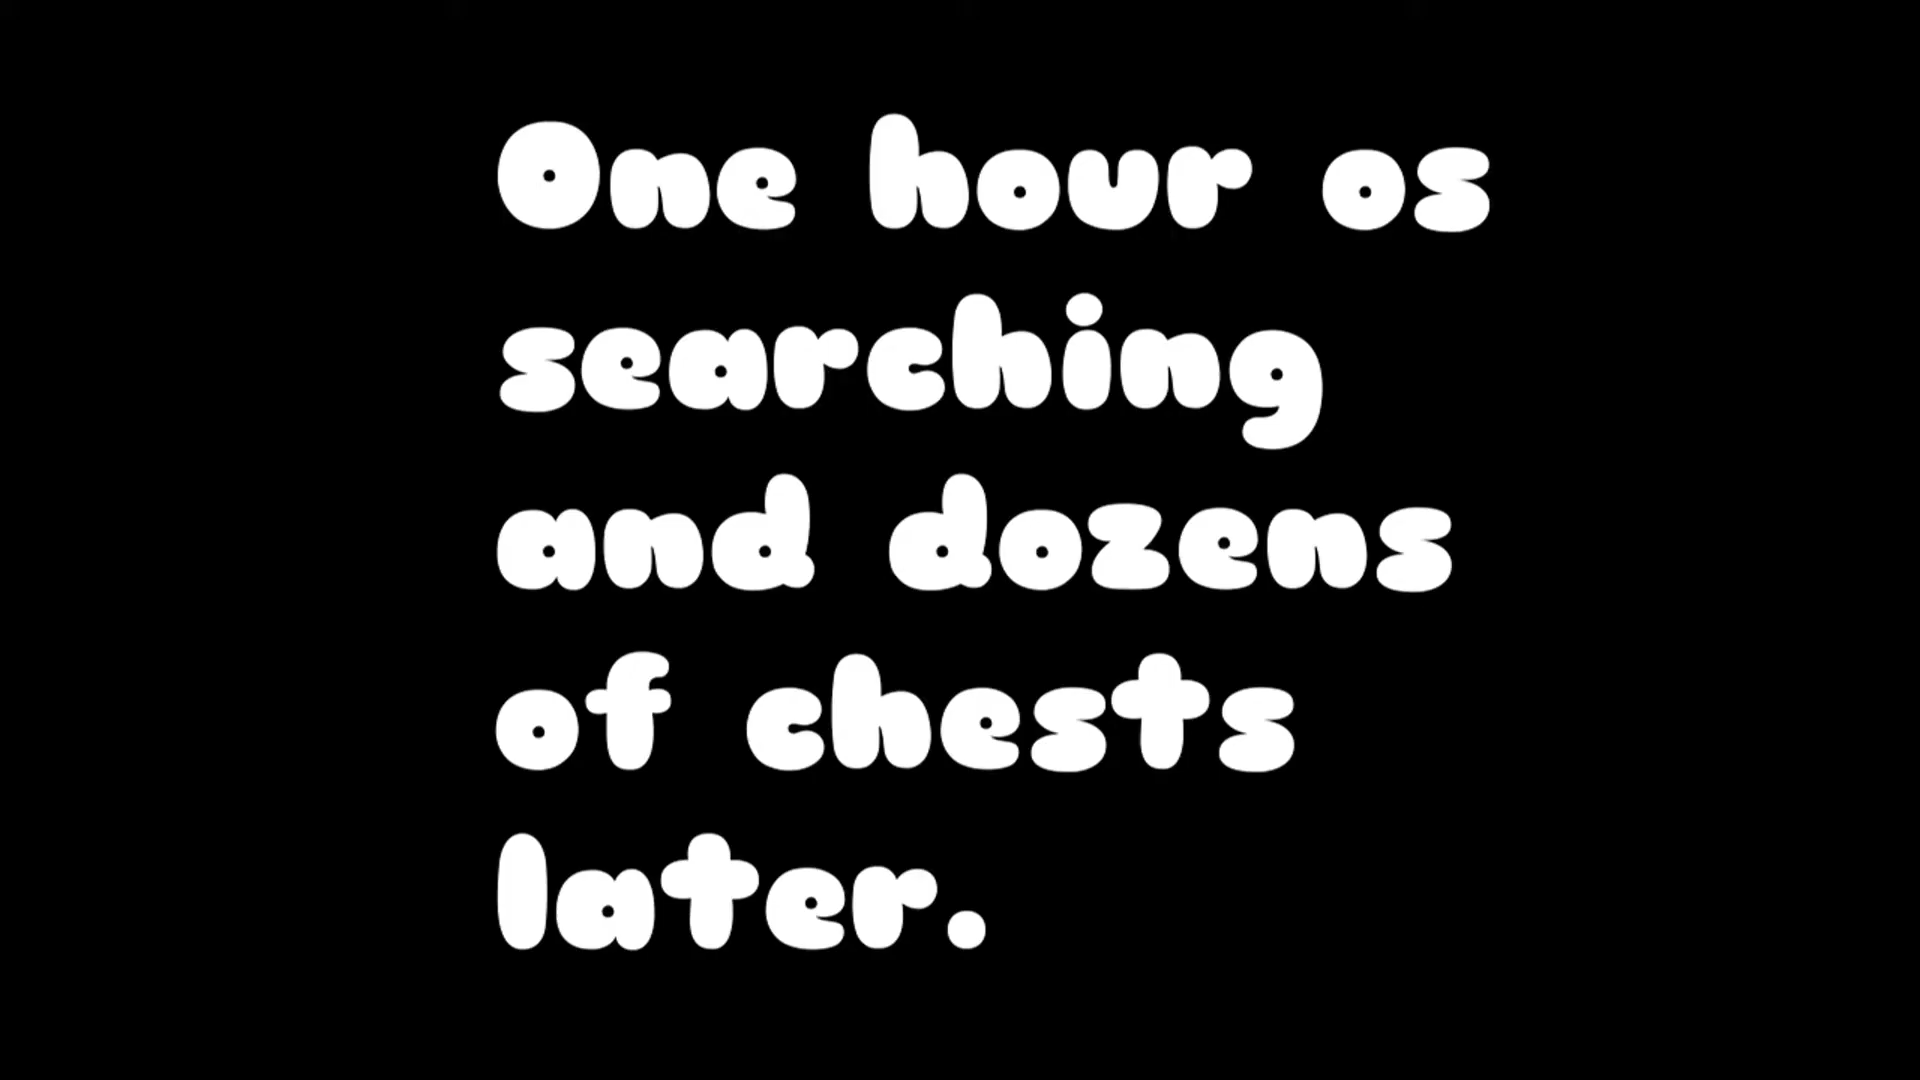 One hour os
searching
and dozens
of chests
later.